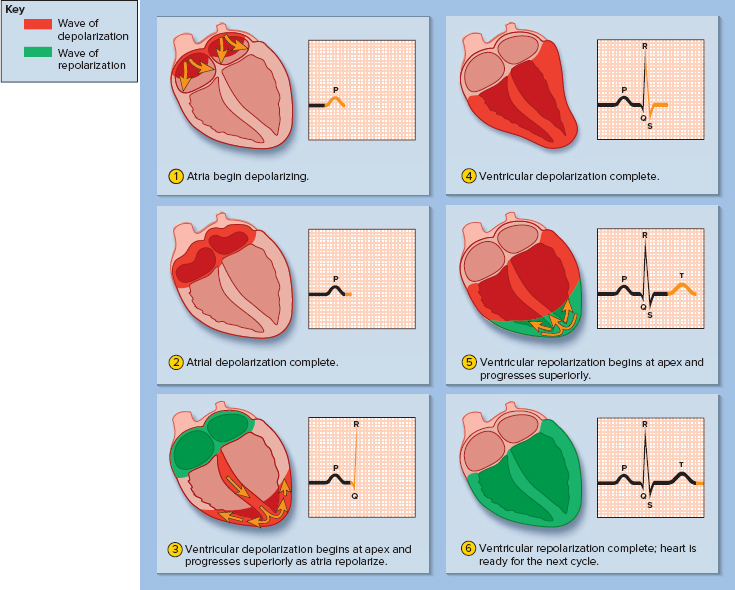 Key
Wave of
depolarization
Wave of
repolarization
P
1 Atria begin depolarizing.
P
2 Atrial depolarization complete.
R
P
Q
3 Ventricular depolarization begins at apex and
progresses superiorly as atria repolarize.
R
P
Q
S
4 Ventricular depolarization complete.
R
P
T
Q
S
5 Ventricular repolarization begins at apex and
progresses superiorly.
R
P
T
Q
S
6 Ventricular repolarization complete; heart is
ready for the next cycle.